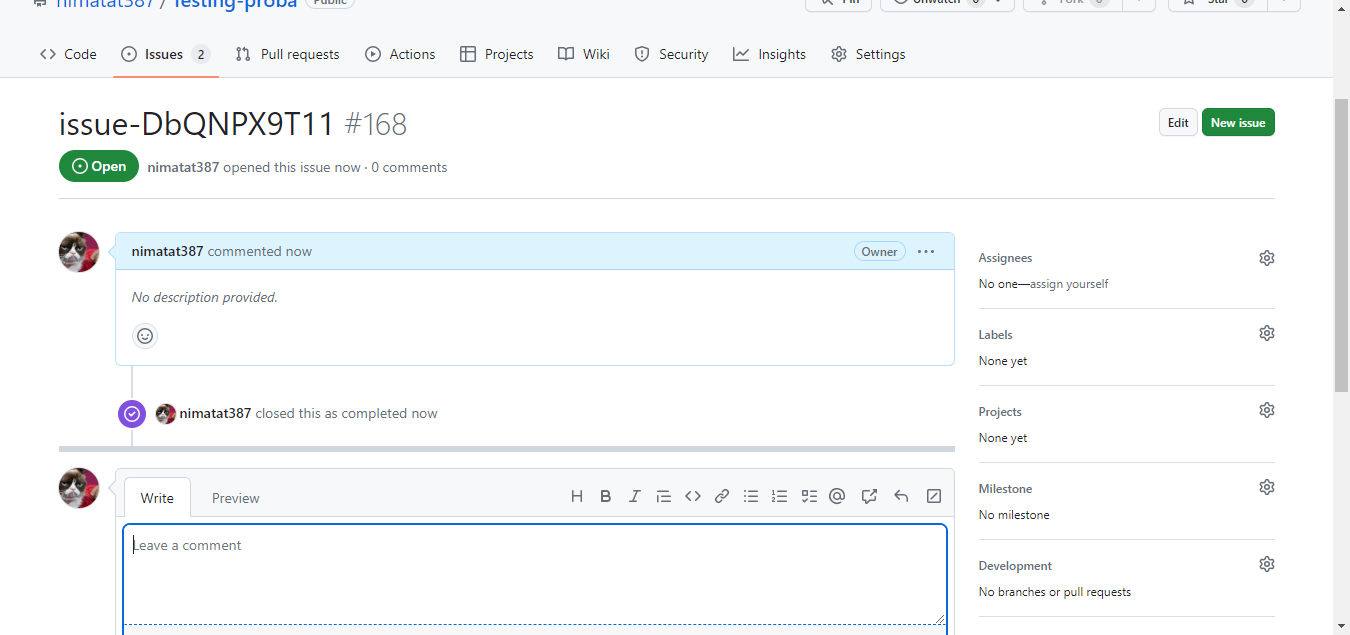 nimatat387 / Testing-proba Public
Pin Unwatch Fork 0 Star 0
Code Issues 2 Pull requests Actions Projects Wiki Security Insights Settings
issue-DbQNPX9T11 #168
Edit New issue
Open nimatat387 opened this issue now · 0 comments
nimatat387 commented now Owner
No description provided.
nimatat387 closed this as completed now
Write Preview
Leave a comment
Assignees
No one—assign yourself
Labels
None yet
Projects
None yet
Milestone
No milestone
Development
No branches or pull requests